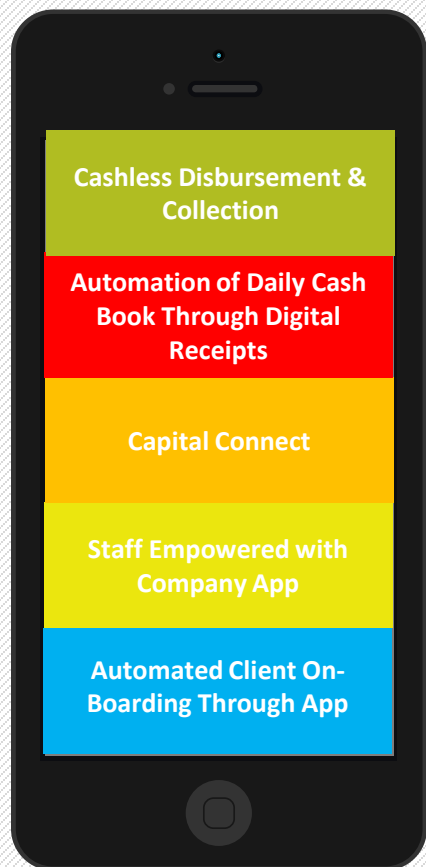 Cashless Disbursement &
Collection
Automation of Daily Cash
Book Through Digital
Receipts
Capital Connect
Staff Empowered with
Company App
Automated Client On-
Boarding Through App